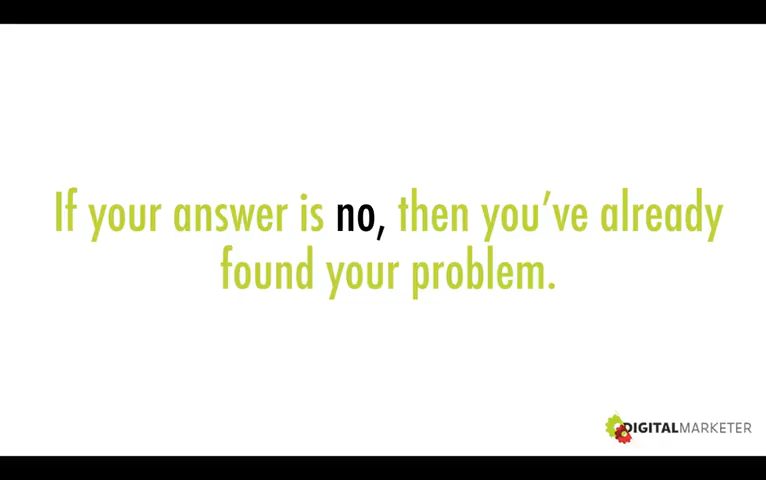 If your answer is no, then you've already
found your problem.
DIGITALMARKETER